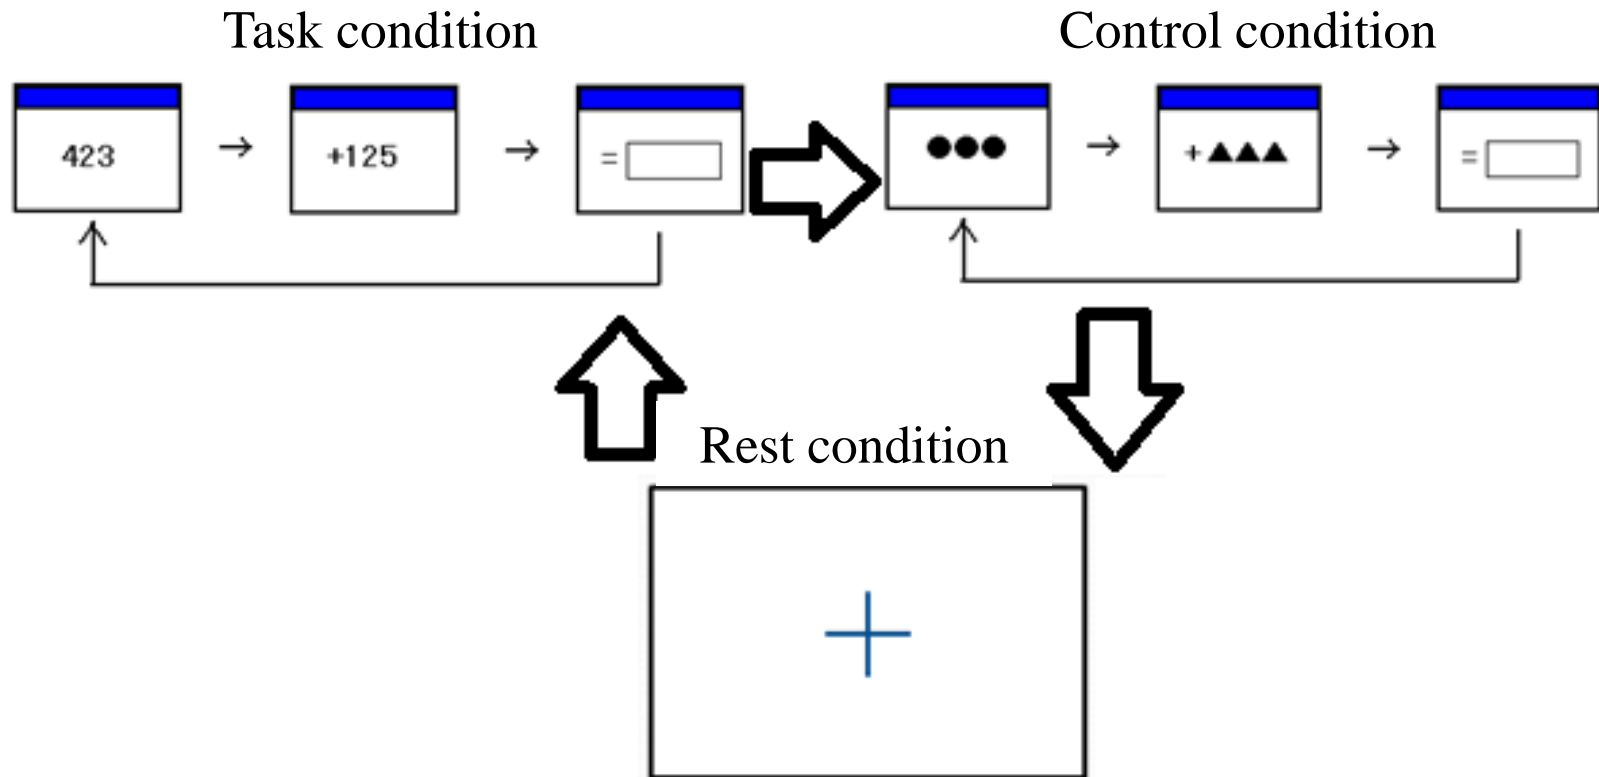 Task condition
Control condition
423
+125
=
+
=
Rest condition